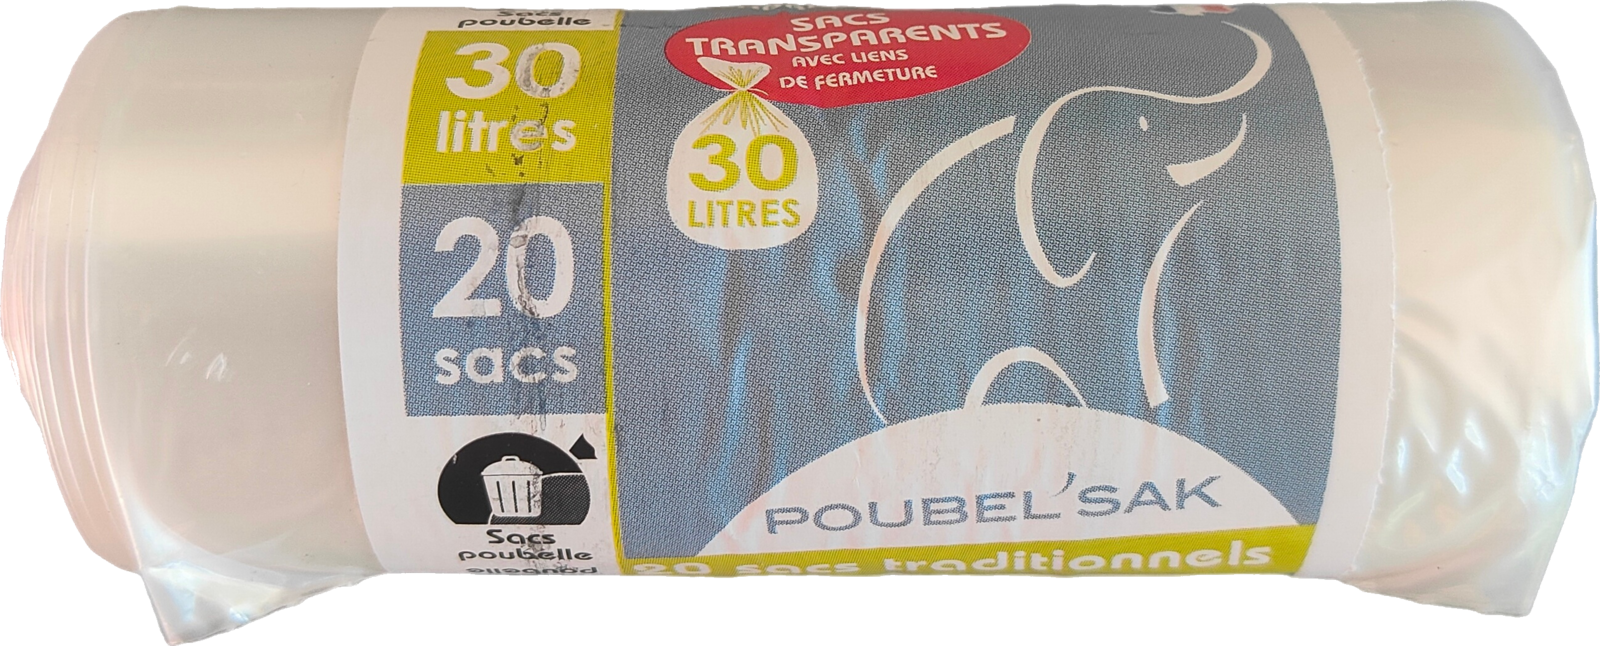 Sacs
poubelle
30
litres
20
sacs
Sacs
poubelle
poubelle
SACS
TRANSPARENTS
AVEC LIENS
DE FERMETURE
30
LITRES
POUBEL'SAK
20 sacs traditionnels